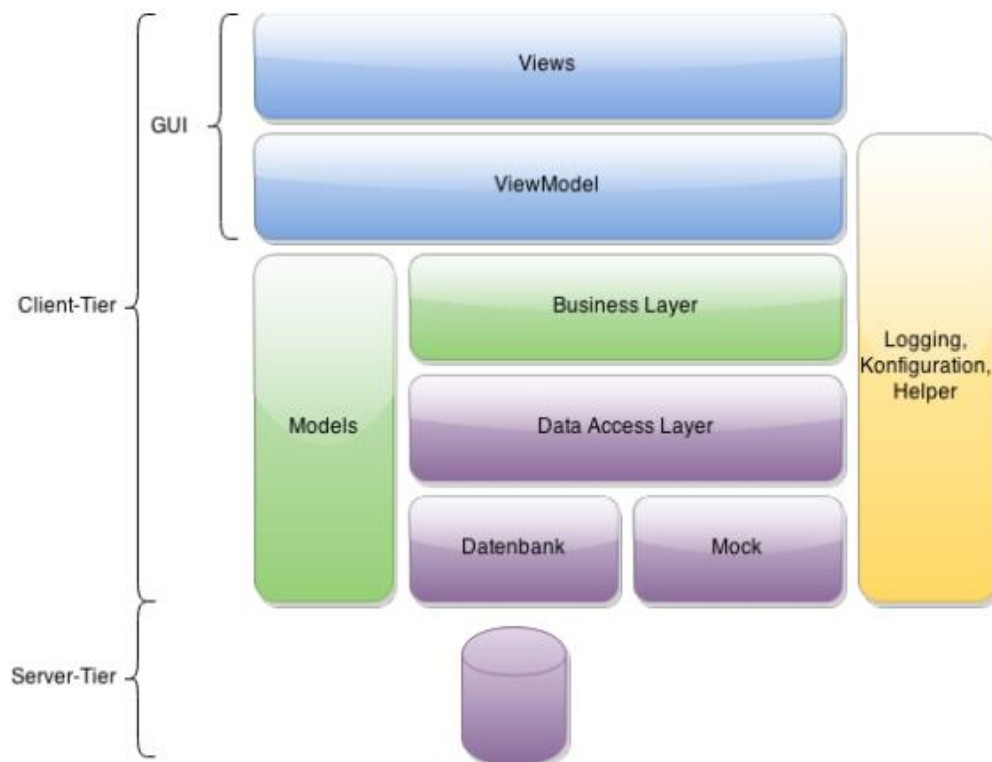 Views
GUI
ViewModel
Client-Tier
Business Layer
Logging,
Konfiguration,
Helper
Models
Data Access Layer
Datenbank
Mock
Server-Tier